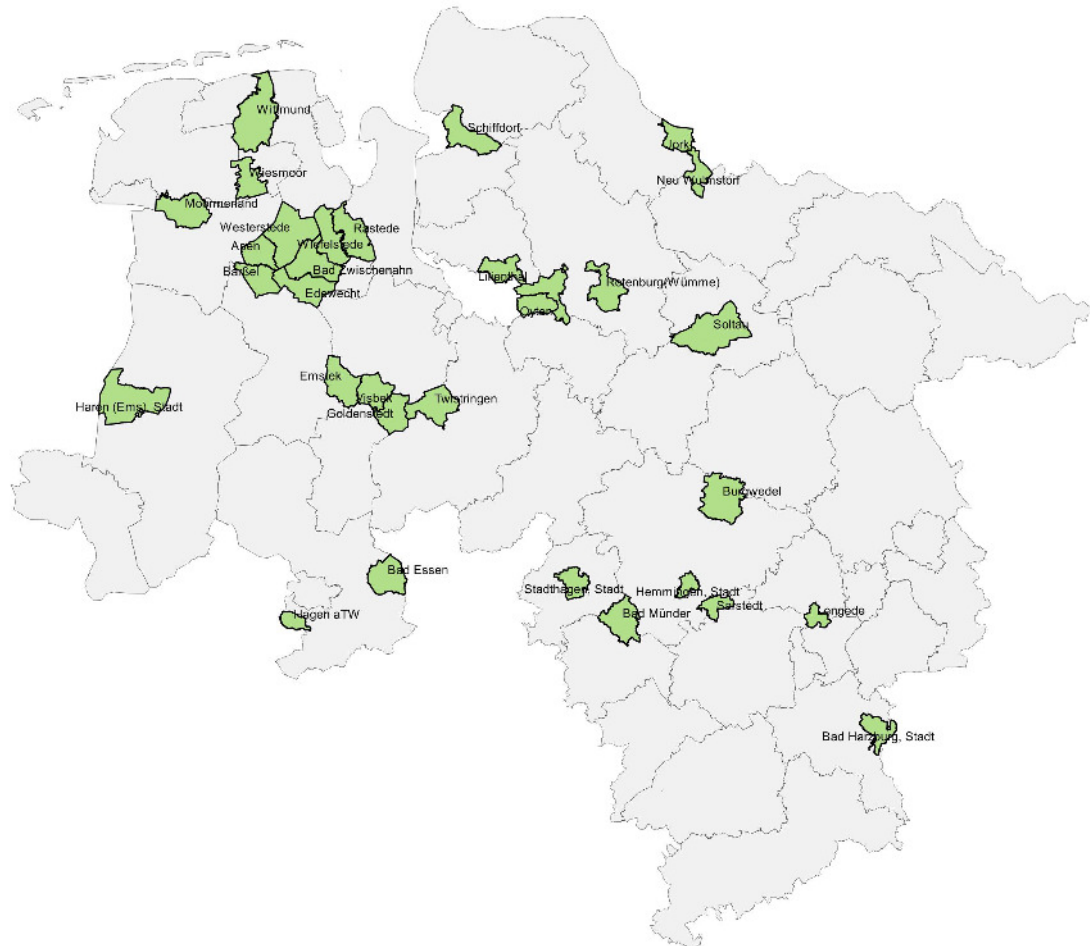 Wittmund
Schiffdorf
Jork
Wiesmoor
Neu Wulmstorf
Moormerland
Westerstede
Rastede
Apen
Wiefelstede
Barßel
Bad Zwischenahn
Lilienthal
Rotenburg(Wümme)
Edewecht
Oyten
Soltau
Emstek
Visbek
Twistringen
Haren (Ems), Stadt
Goldenstedt
Burgwedel
Bad Essen
Stadthagen, Stadt
Hemmingen, Stadt
Sarstedt
Lengede
Hagen aTW
Bad Münder
Bad Harzburg, Stadt